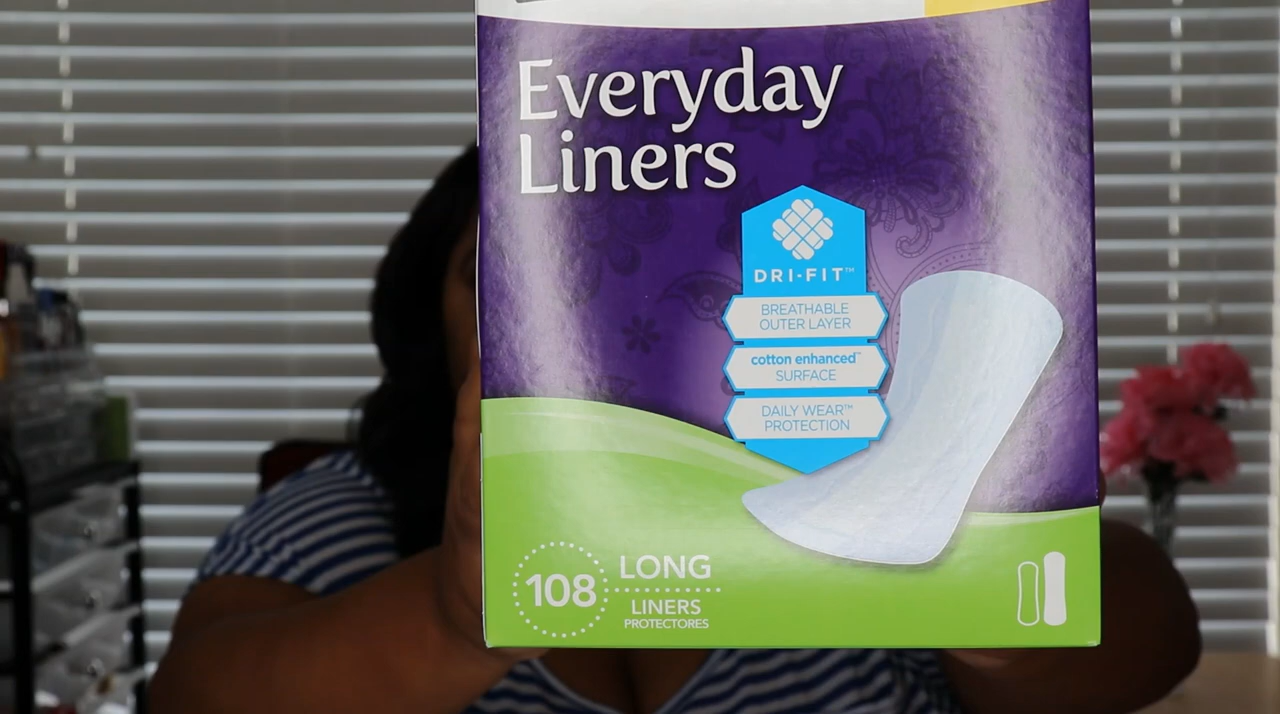 Everyday
Liners
DRI-FIT™
BREATHABLE
OUTER LAYER
cotton enhanced™
SURFACE
DAILY WEAR™
PROTECTION
108
LONG
LINERS
PROTECTORES